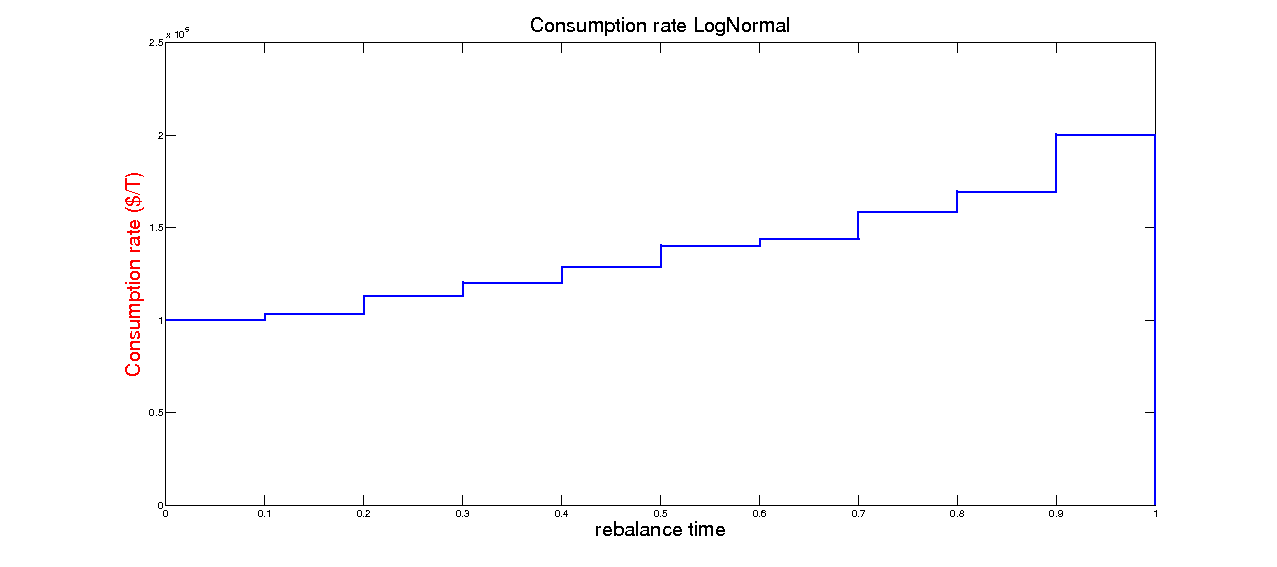 Consumption rate LogNormal
x 10^5
2.5
2
1.5
1
0.5
0
Consumption rate ($/T)
0 0.1 0.2 0.3 0.4 0.5 0.6 0.7 0.8 0.9 1
rebalance time